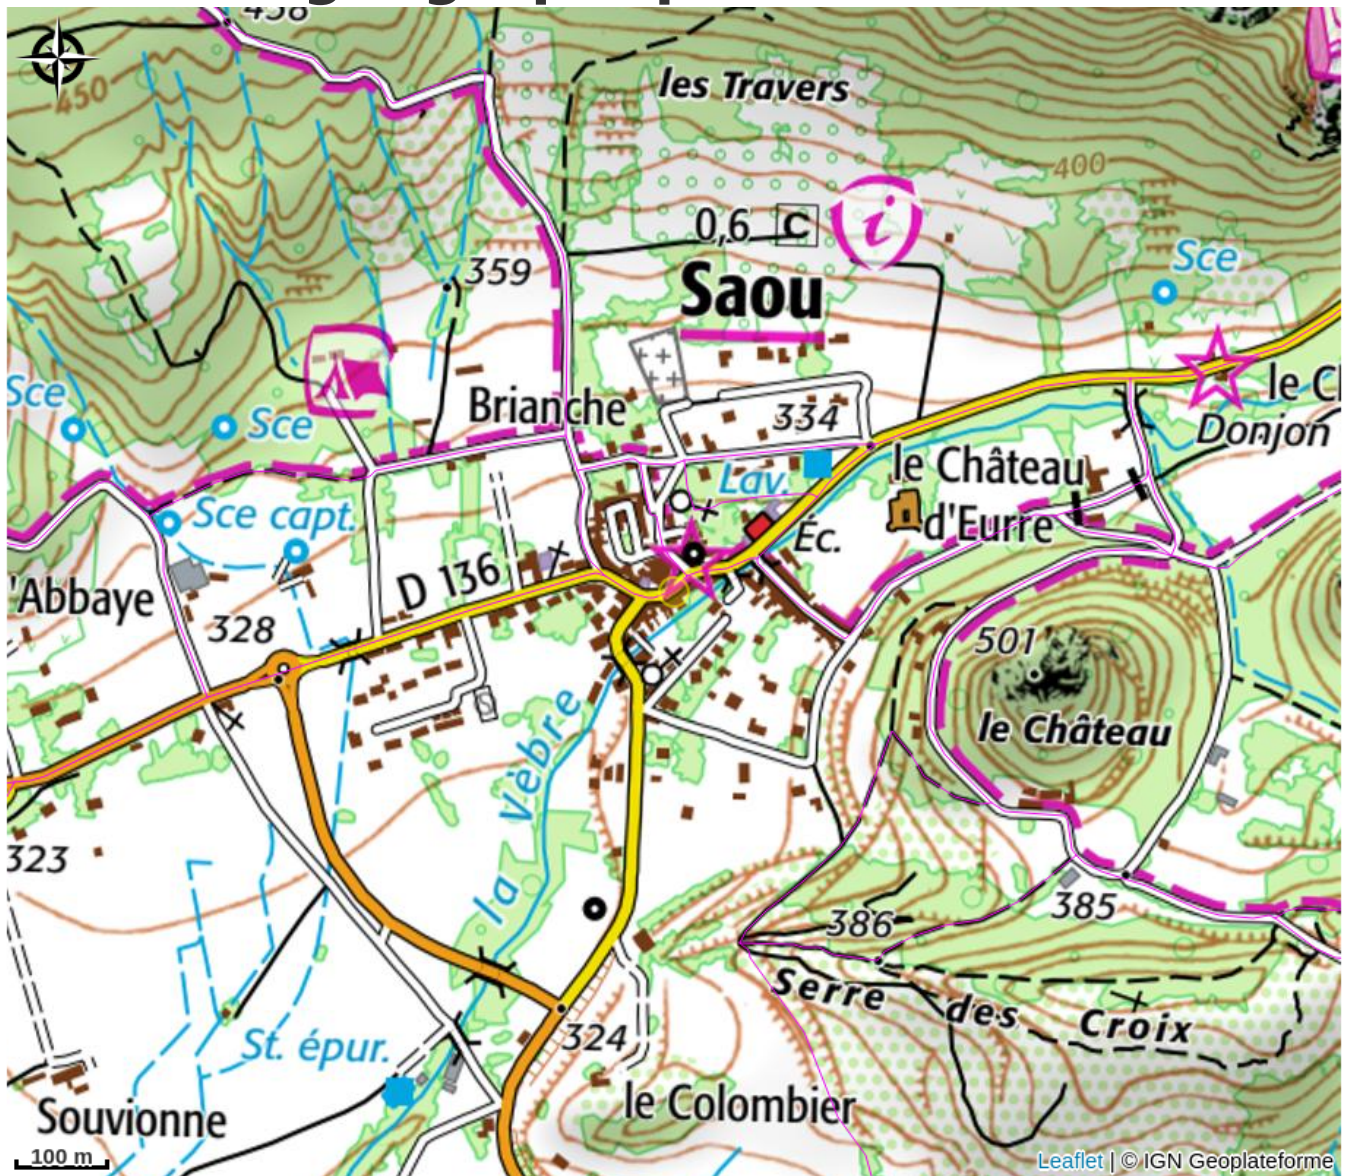 458
les Travers
450
400
0,6 C
i
359
Sce
Saou
Sce
Brianche
334
Sce
Donjon
le Château
d'Eurre
Lav.
Sce capt.
Éc.
D 136
'Abbaye
328
501
le Château
la Vèbre
323
386
385
Serre des Croix
324
St. épur.
le Colombier
Souvionne
100 m
Leaflet | © IGN Geoplateforme